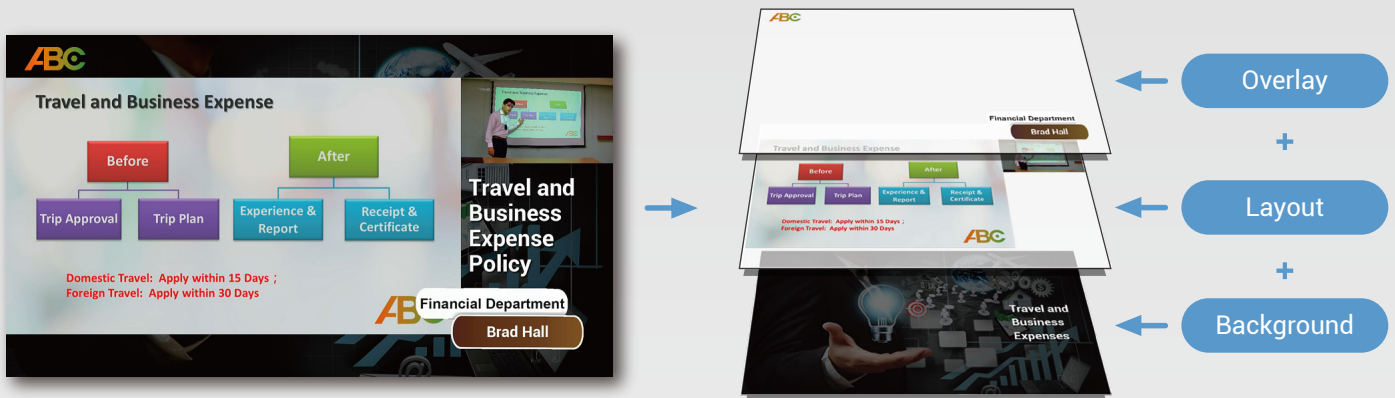 ABC
Travel and Business Expense
Before
After
Trip Approval
Trip Plan
Experience &
Report
Receipt &
Certificate
Domestic Travel: Apply within 15 Days ;
Foreign Travel: Apply within 30 Days
ABC
Travel and
Business
Expense
Policy
Financial Department
Brad Hall
ABC
Financial Department
Brad Hall
Travel and Business Expense
Before
After
Trip Approval
Trip Plan
Experience &
Report
Receipt &
Certificate
Domestic Travel: Apply within 15 Days ;
Foreign Travel: Apply within 30 Days
ABC
Travel and
Business
Expenses
Overlay
+
Layout
+
Background